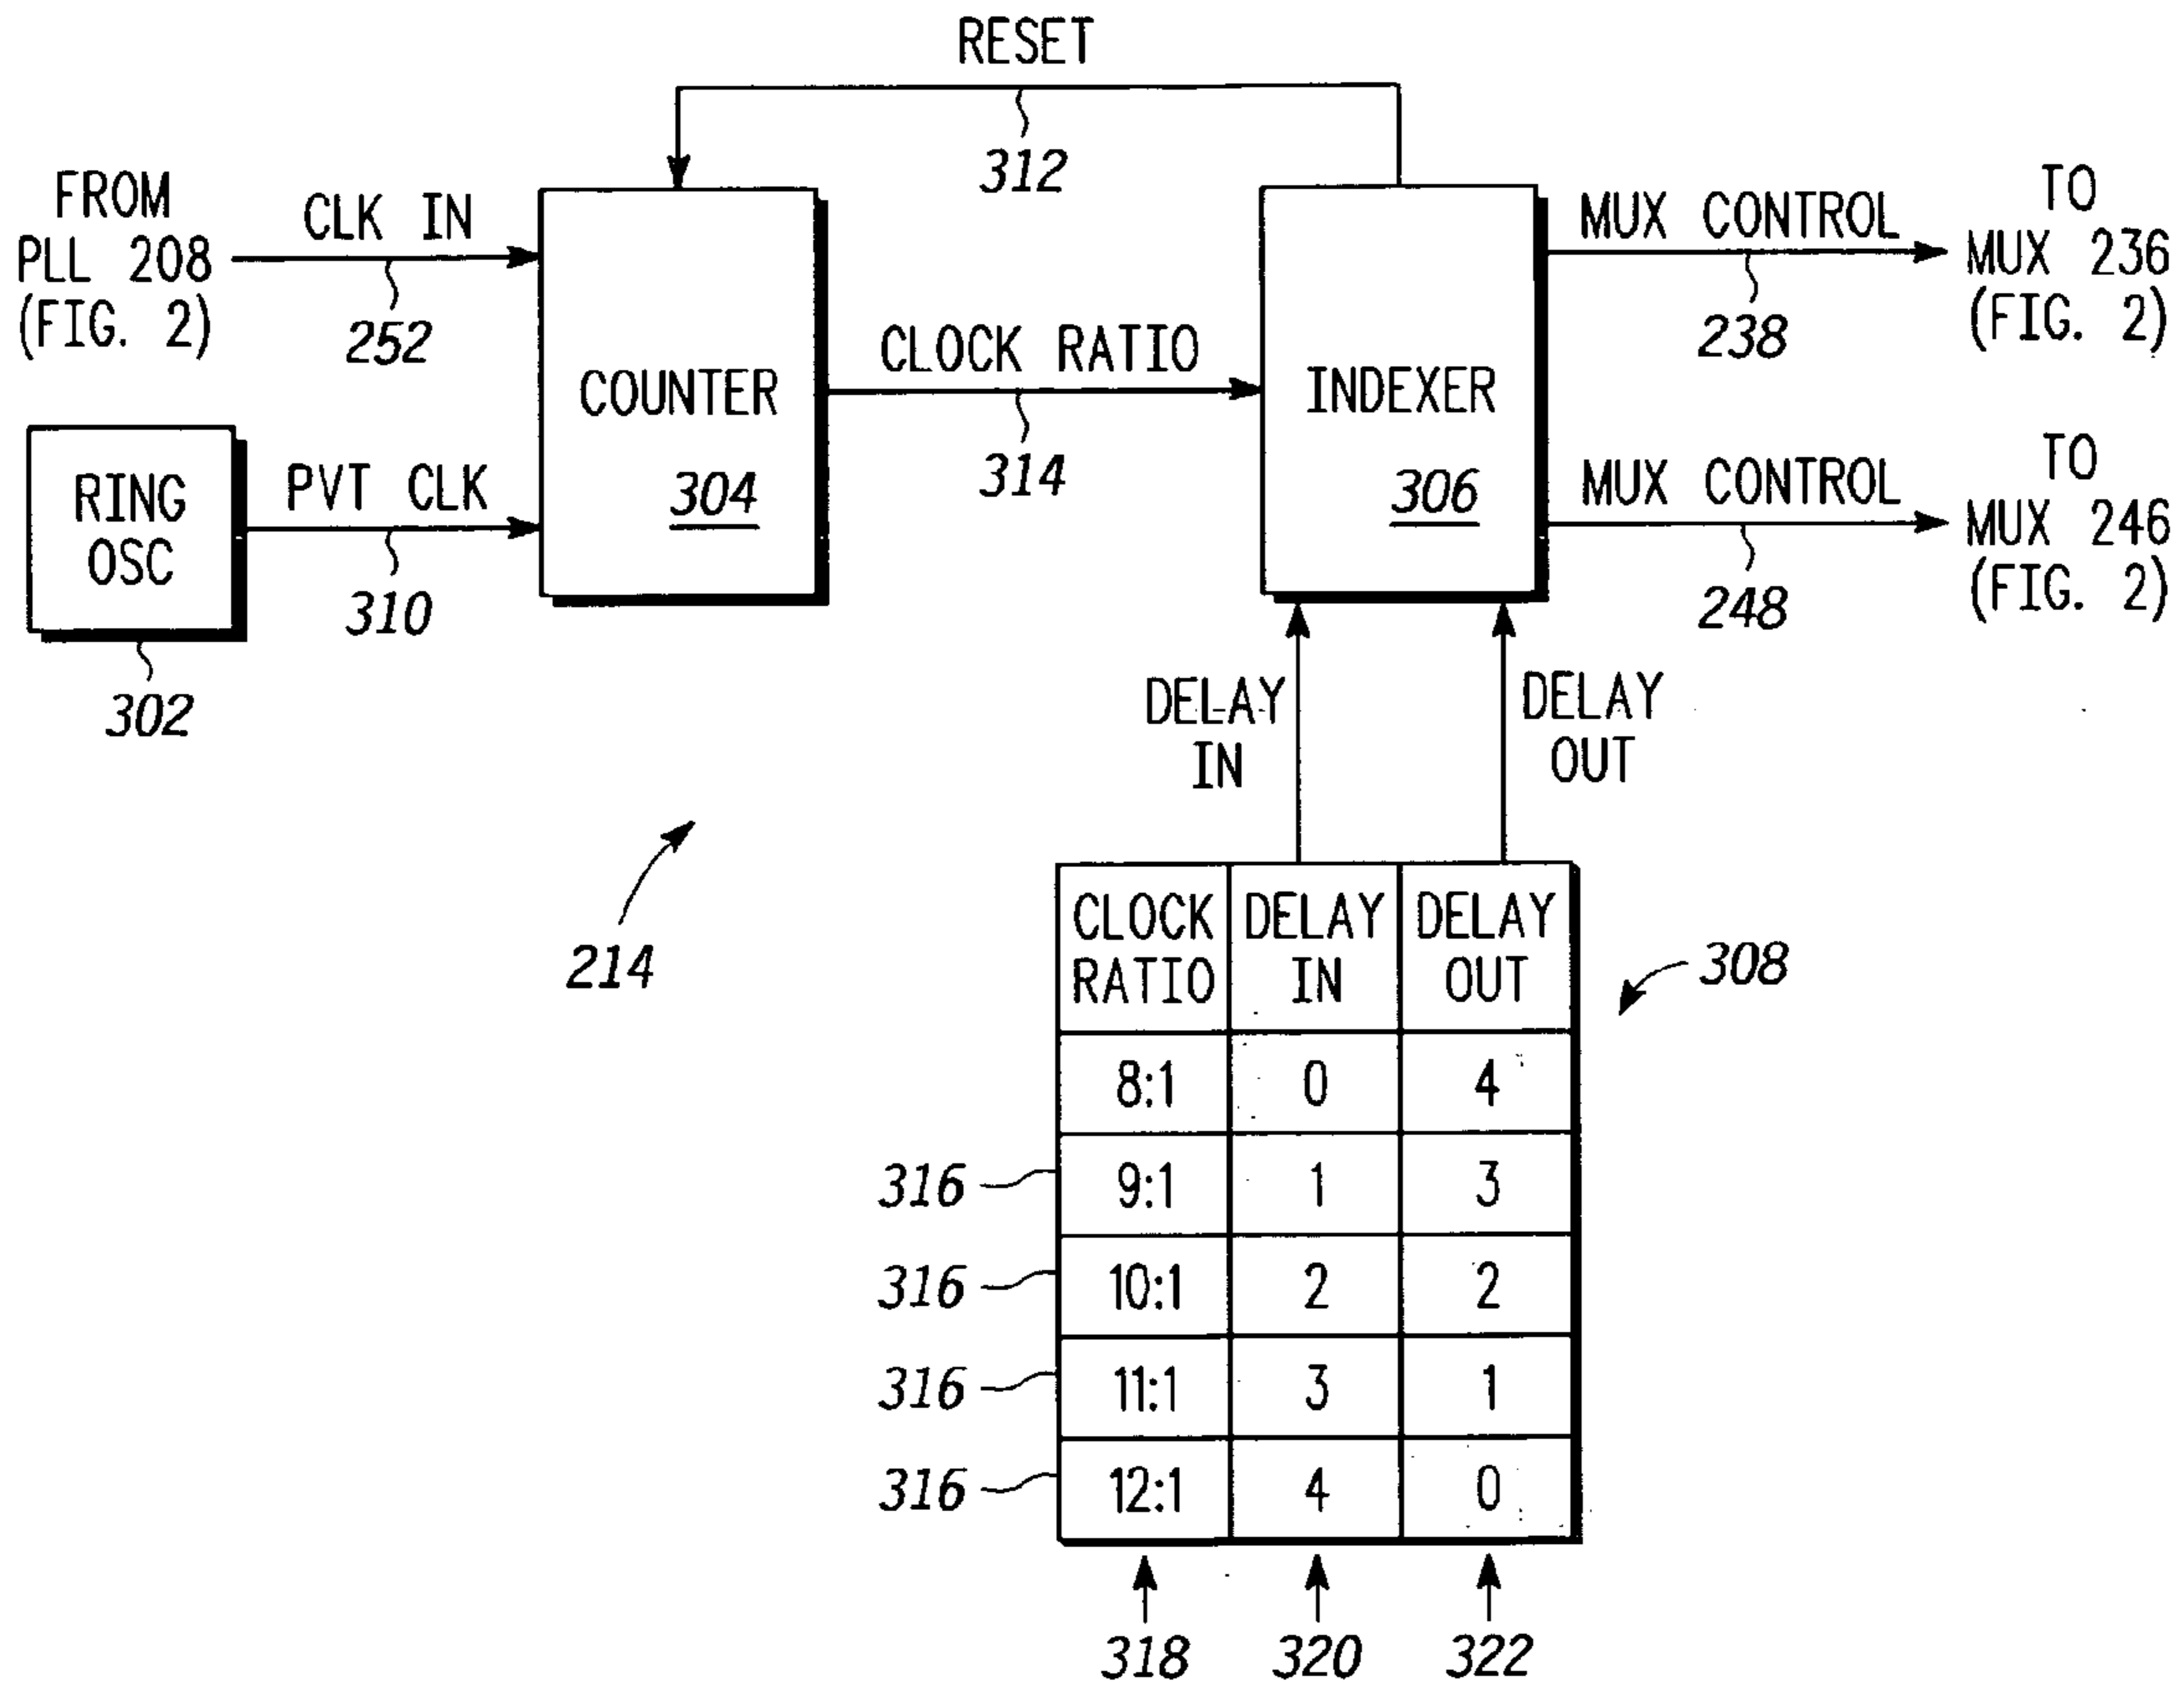 RESET
312
FROM
PLL 208
(FIG. 2)
CLK IN
252
RING
OSC
302
PVT CLK
310
COUNTER
304
CLOCK RATIO
314
INDEXER
306
MUX CONTROL
238
TO
MUX 236
(FIG. 2)
MUX CONTROL
248
TO
MUX 246
(FIG. 2)
DELAY
IN
DELAY
OUT
214
308
CLOCK
RATIO
DELAY
IN
DELAY
OUT
8:1 0 4
316 9:1 1 3
316 10:1 2 2
316 11:1 3 1
316 12:1 4 0
318 320 322